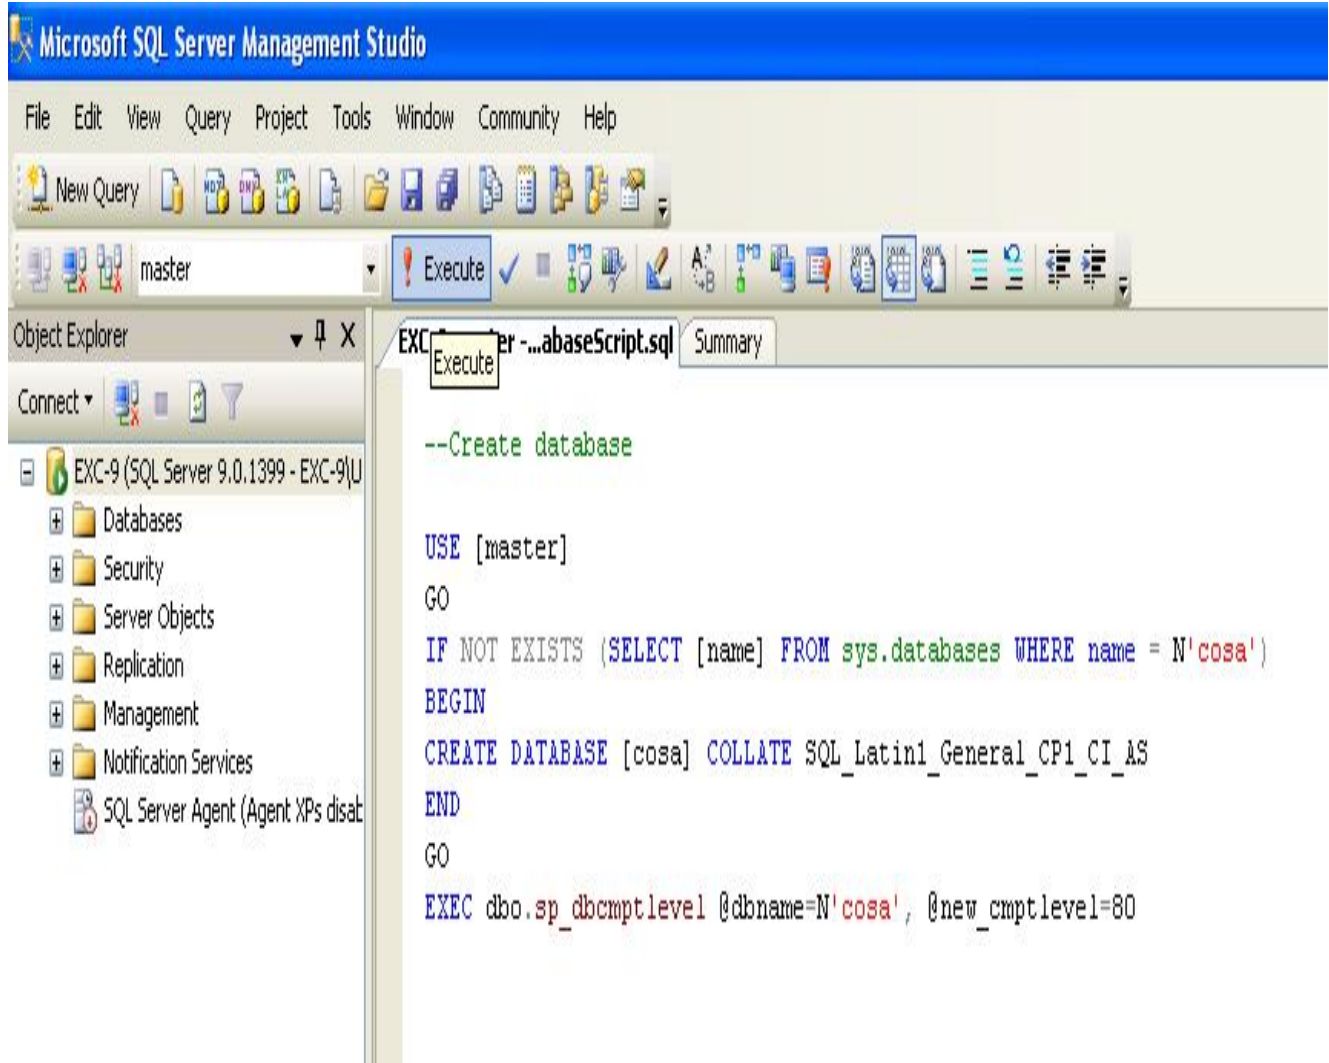 Microsoft SQL Server Management Studio
File Edit View Query Project Tools Window Community Help
New Query
master Execute
Object Explorer
EXC er -...abaseScript.sql Summary
Execute
Connect
--Create database
EXC-9 (SQL Server 9.0.1399 - EXC-9\U
Databases
Security
Server Objects
Replication
Management
Notification Services
SQL Server Agent (Agent XPs disab
USE [master]
GO
IF NOT EXISTS (SELECT [name] FROM sys.databases WHERE name = N'cosa')
BEGIN
CREATE DATABASE [cosa] COLLATE SQL_Latin1_General_CP1_CI_AS
END
GO
EXEC dbo.sp_dbcmptlevel @dbname=N'cosa', @new_cmptlevel=80